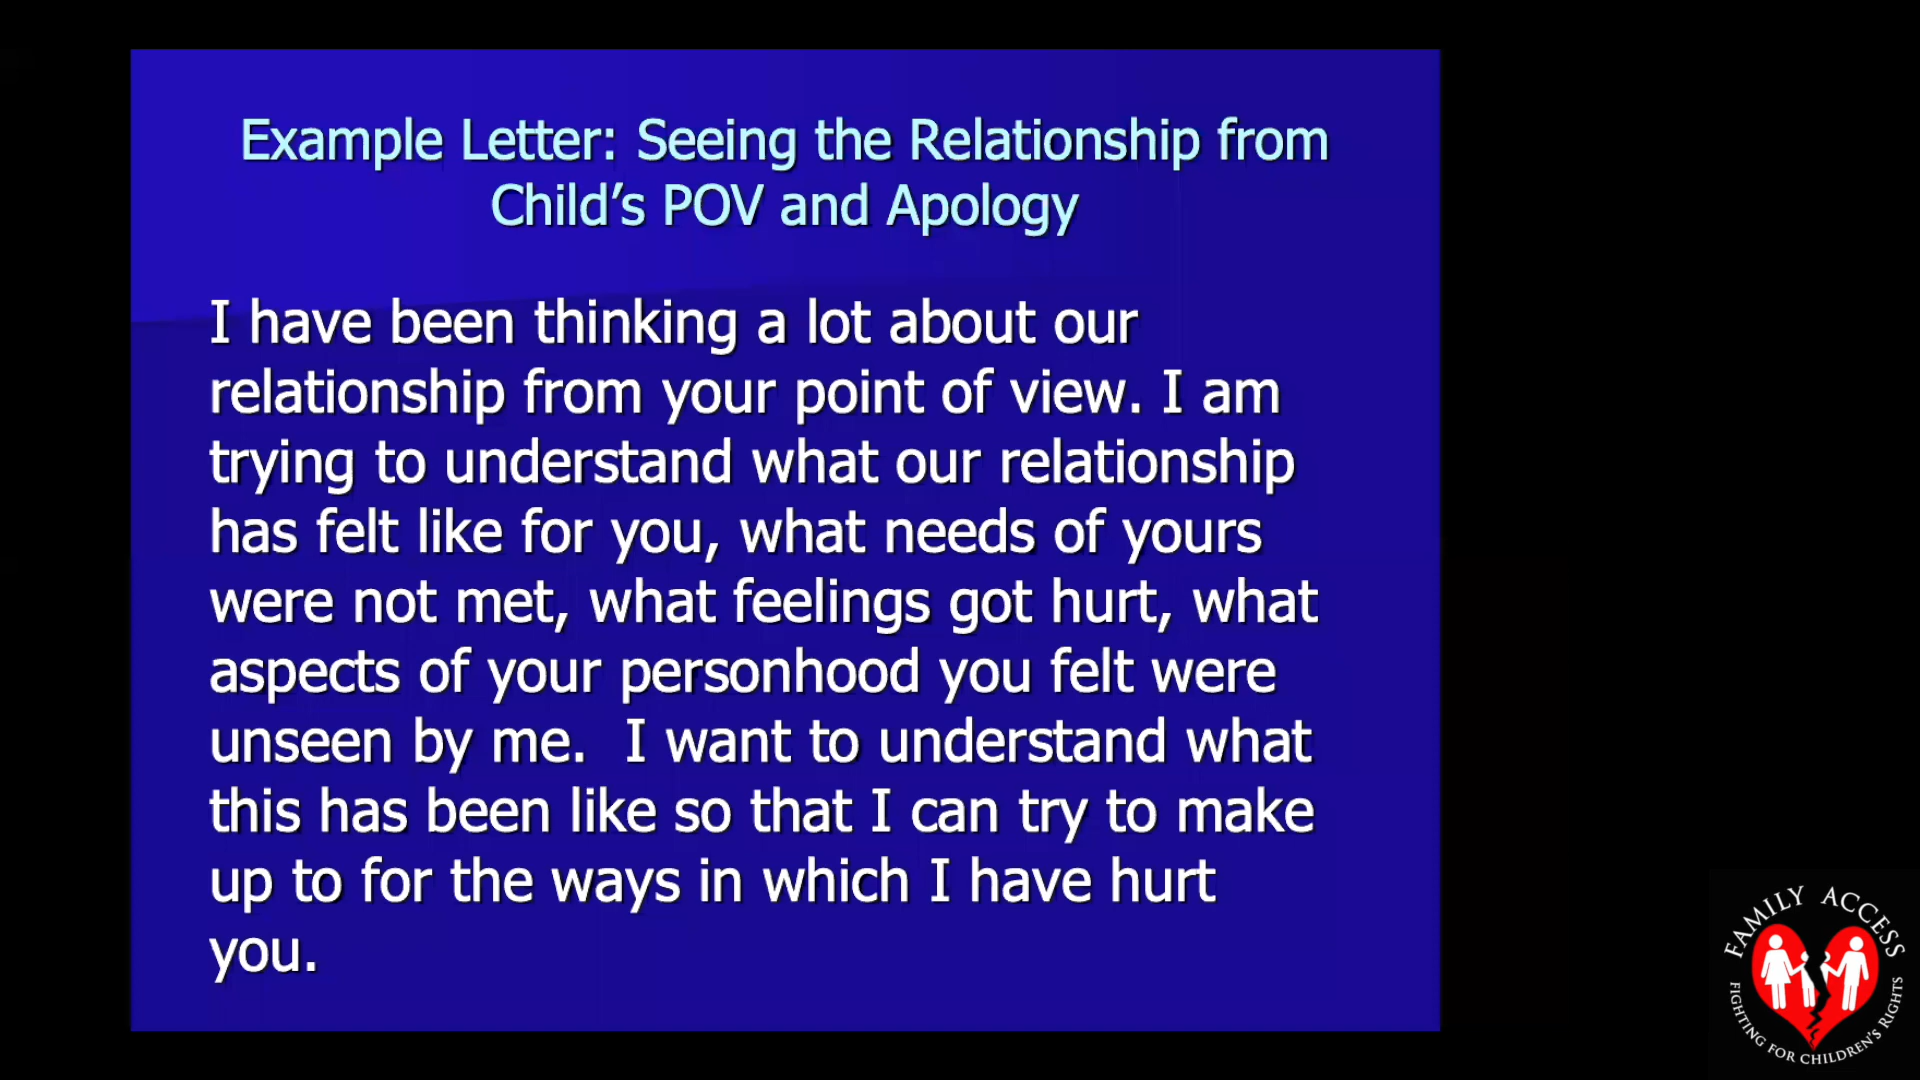 Example Letter: Seeing the Relationship from
Child’s POV and Apology
I have been thinking a lot about our
relationship from your point of view. I am
trying to understand what our relationship
has felt like for you, what needs of yours
were not met, what feelings got hurt, what
aspects of your personhood you felt were
unseen by me.  I want to understand what
this has been like so that I can try to make
up to for the ways in which I have hurt
you.
FAMILY ACCESS
FIGHTING FOR CHILDREN'S RIGHTS